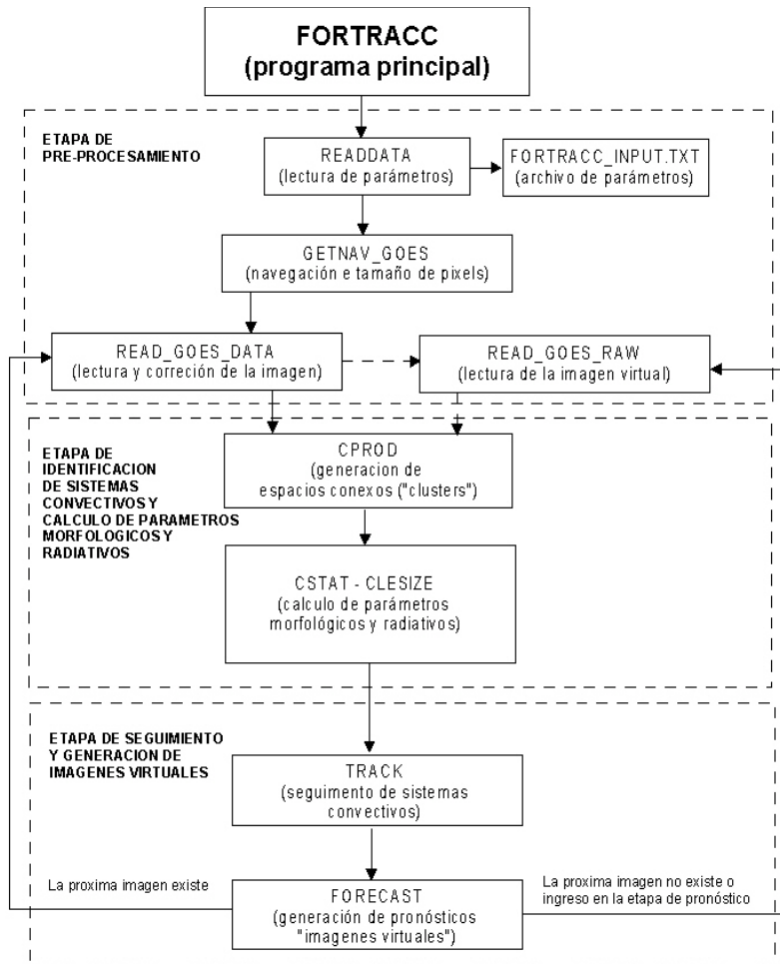 FORTRACC
(programa principal)
ETAPA DE
PRE-PROCESAMIENTO
READDATA
(lectura de parámetros)
FORTRACC_INPUT.TXT
(archivo de parámetros)
GETNAV_GOES
(navegación e tamaño de pixels)
READ_GOES_DATA
(lectura y correción de la imagen)
READ_GOES_RAW
(lectura de la imagen virtual)
ETAPA DE
IDENTIFICACION
DE SISTEMAS
CONVECTIVOS Y
CALCULO DE PARAMETROS
MORFOLOGICOS Y
RADIATIVOS
CPROD
(generacion de
espacios conexos ("clusters")
CSTAT - CLESIZE
(calculo de parámetros
morfológicos y radiativos)
ETAPA DE SEGUIMIENTO
Y GENERACION DE
IMAGENES VIRTUALES
TRACK
(seguimento de sistemas
convectivos)
La proxima imagen existe
FORECAST
(generación de pronósticos
"imagenes virtuales")
La proxima imagen no existe o
ingreso en la etapa de pronóstico